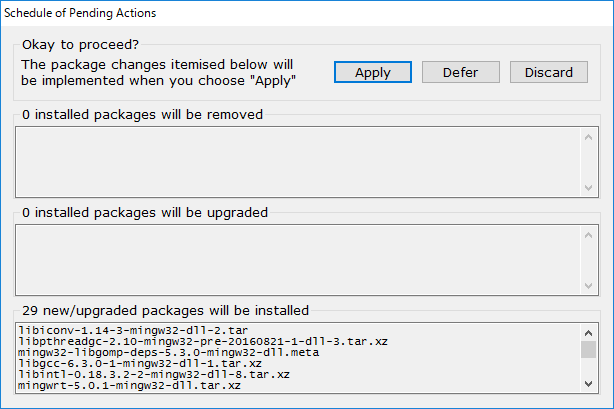 Schedule of Pending Actions
Okay to proceed?
The package changes itemised below will
be implemented when you choose "Apply"
Apply Defer Discard
0 installed packages will be removed
0 installed packages will be upgraded
29 new/upgraded packages will be installed
libiconv-1.14-3-mingw32-dll-2.tar
libpthreadgc-2.10-mingw32-pre-20160821-1-dll-3.tar.xz
mingw32-libgomp-deps-5.3.0-mingw32-dll.meta
libgcc-6.3.0-1-mingw32-dll-1.tar.xz
libintl-0.18.3.2-2-mingw32-dll-8.tar.xz
mingwrt-5.0.1-mingw32-dll.tar.xz